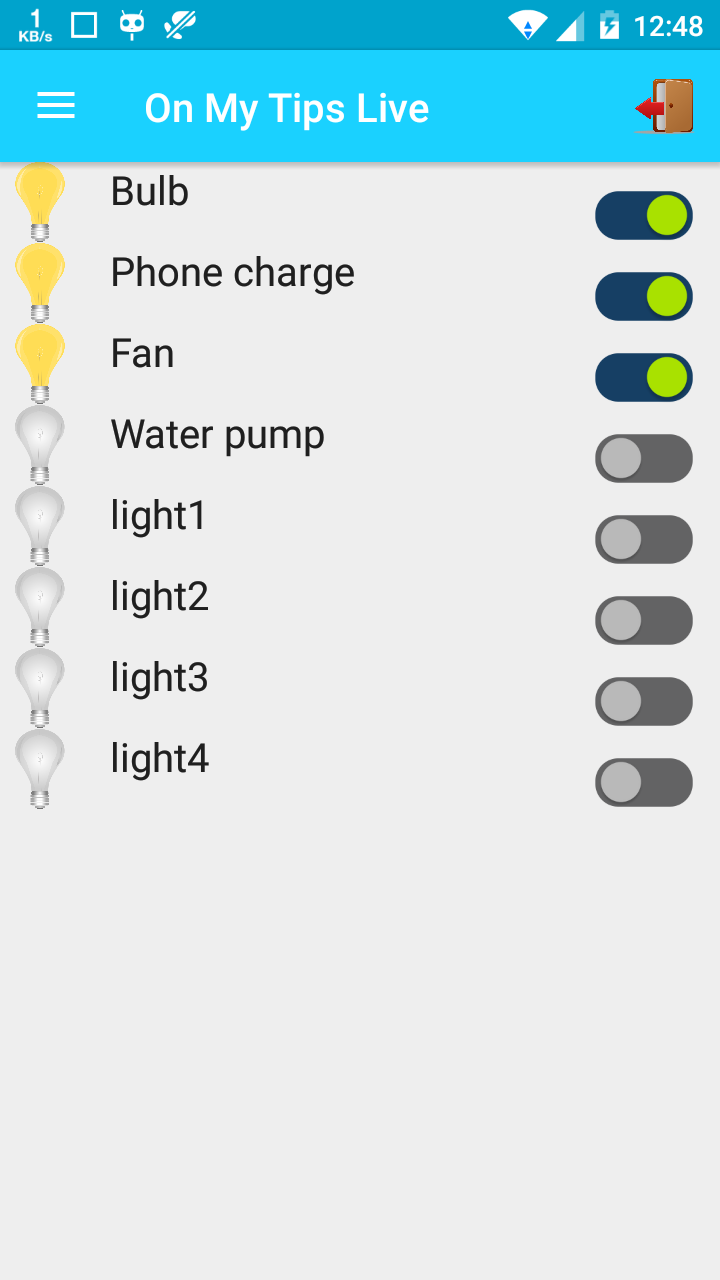 1
KB/s
12:48
On My Tips Live
Bulb
Phone charge
Fan
Water pump
light1
light2
light3
light4